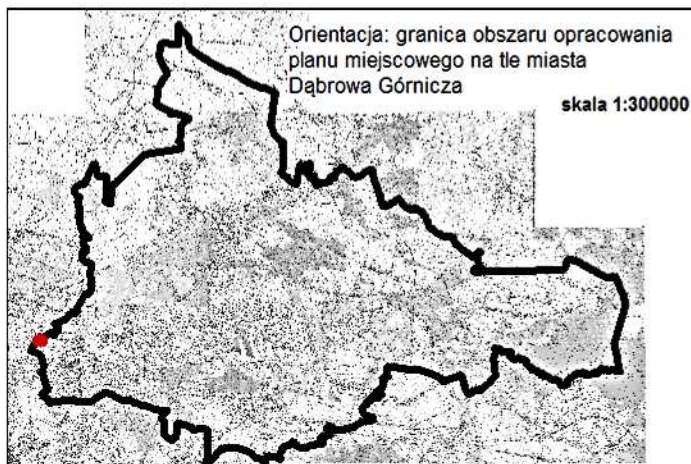 Orientacja: granica obszaru opracowania
planu miejscowego na tle miasta
Dąbrowa Górnicza
skala 1:300000